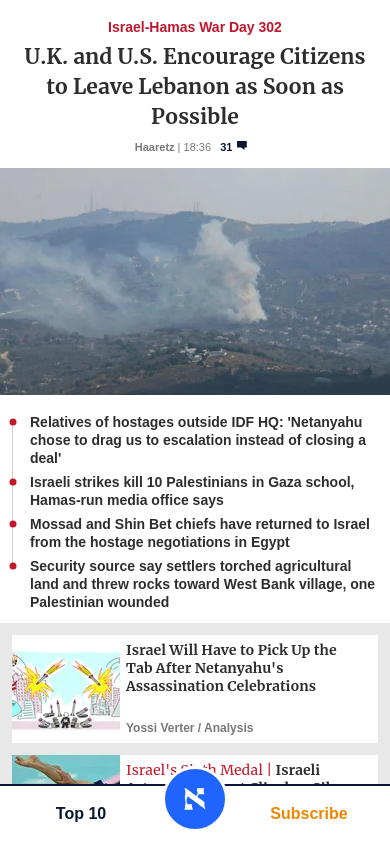 Israel-Hamas War Day 302
U.K. and U.S. Encourage Citizens
to Leave Lebanon as Soon as
Possible
Haaretz | 18:36 31
Relatives of hostages outside IDF HQ: 'Netanyahu
chose to drag us to escalation instead of closing a
deal'
Israeli strikes kill 10 Palestinians in Gaza school,
Hamas-run media office says
Mossad and Shin Bet chiefs have returned to Israel
from the hostage negotiations in Egypt
Security source say settlers torched agricultural
land and threw rocks toward West Bank village, one
Palestinian wounded
Israel Will Have to Pick Up the
Tab After Netanyahu's
Assassination Celebrations
Yossi Verter / Analysis
Israel's Sixth Medal | Israeli
Top 10
Subscribe